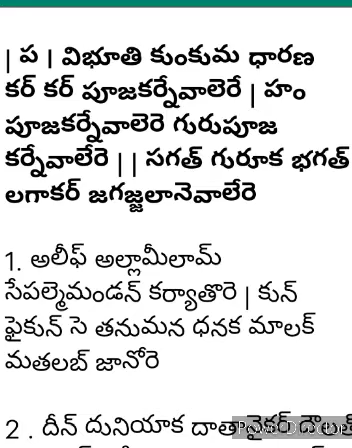 | ప | విభూతి కుంకుమ ధారణ
కర్ కర్ పూజకర్నేవాలెరే | హం
పూజకర్నేవాలెరె గురుపూజ
కర్నేవాలేరె | | సగత్ గురూక భగత్
లగాకర్ జగజ్జలానెవాలేరె
1. అలీఫ్ అల్లామీలామ్
సేపల్మెమండన్ కర్యాతొరె | కున్
ఫైకున్ సె తనుమన ధనక మాలక్
మతలబ్ జానోరె
2 . దీన్ దునియాక దాతా